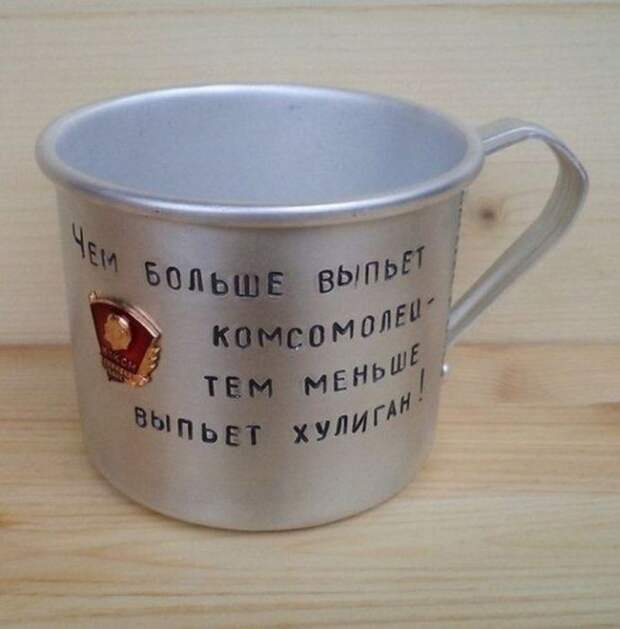 Чем больше выпьет
комсомолец -
тем меньше
выпьет хулиган!